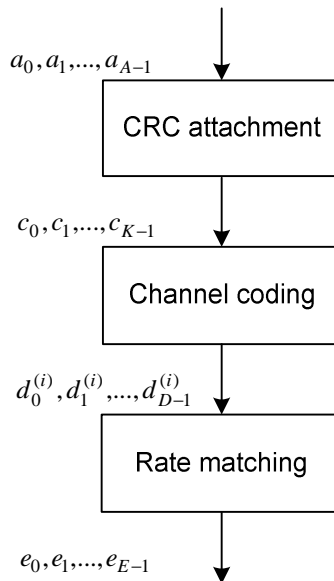 a_0, a_1,..., a_{A-1}
CRC attachment
c_0, c_1,..., c_{K-1}
Channel coding
d_0^{(i)}, d_1^{(i)},..., d_{D-1}^{(i)}
Rate matching
e_0, e_1,..., e_{E-1}